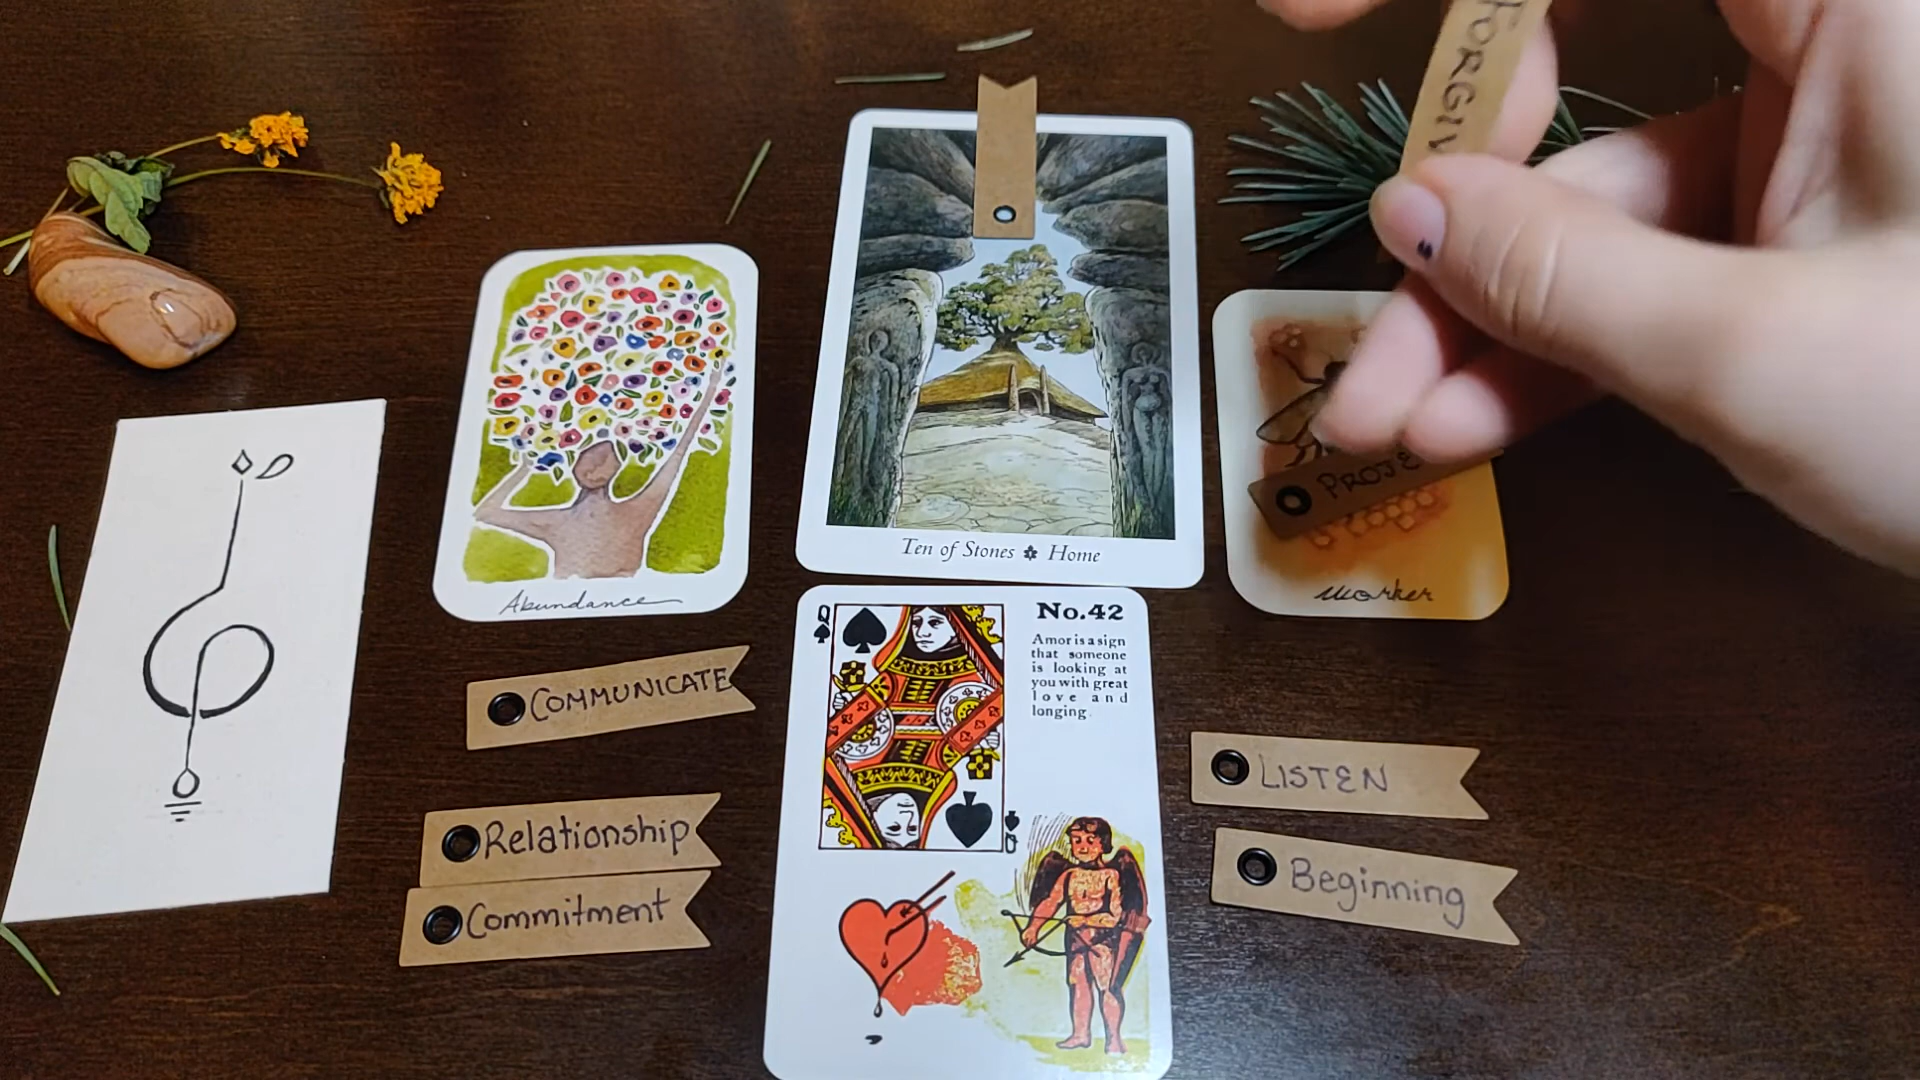 Abundance
Ten of Stones Home
Worker
Q
No.42
Amor is a sign
that someone
is looking at
you with great
love and
longing.
Q
COMMUNICATE
Relationship
Commitment
LISTEN
Beginning